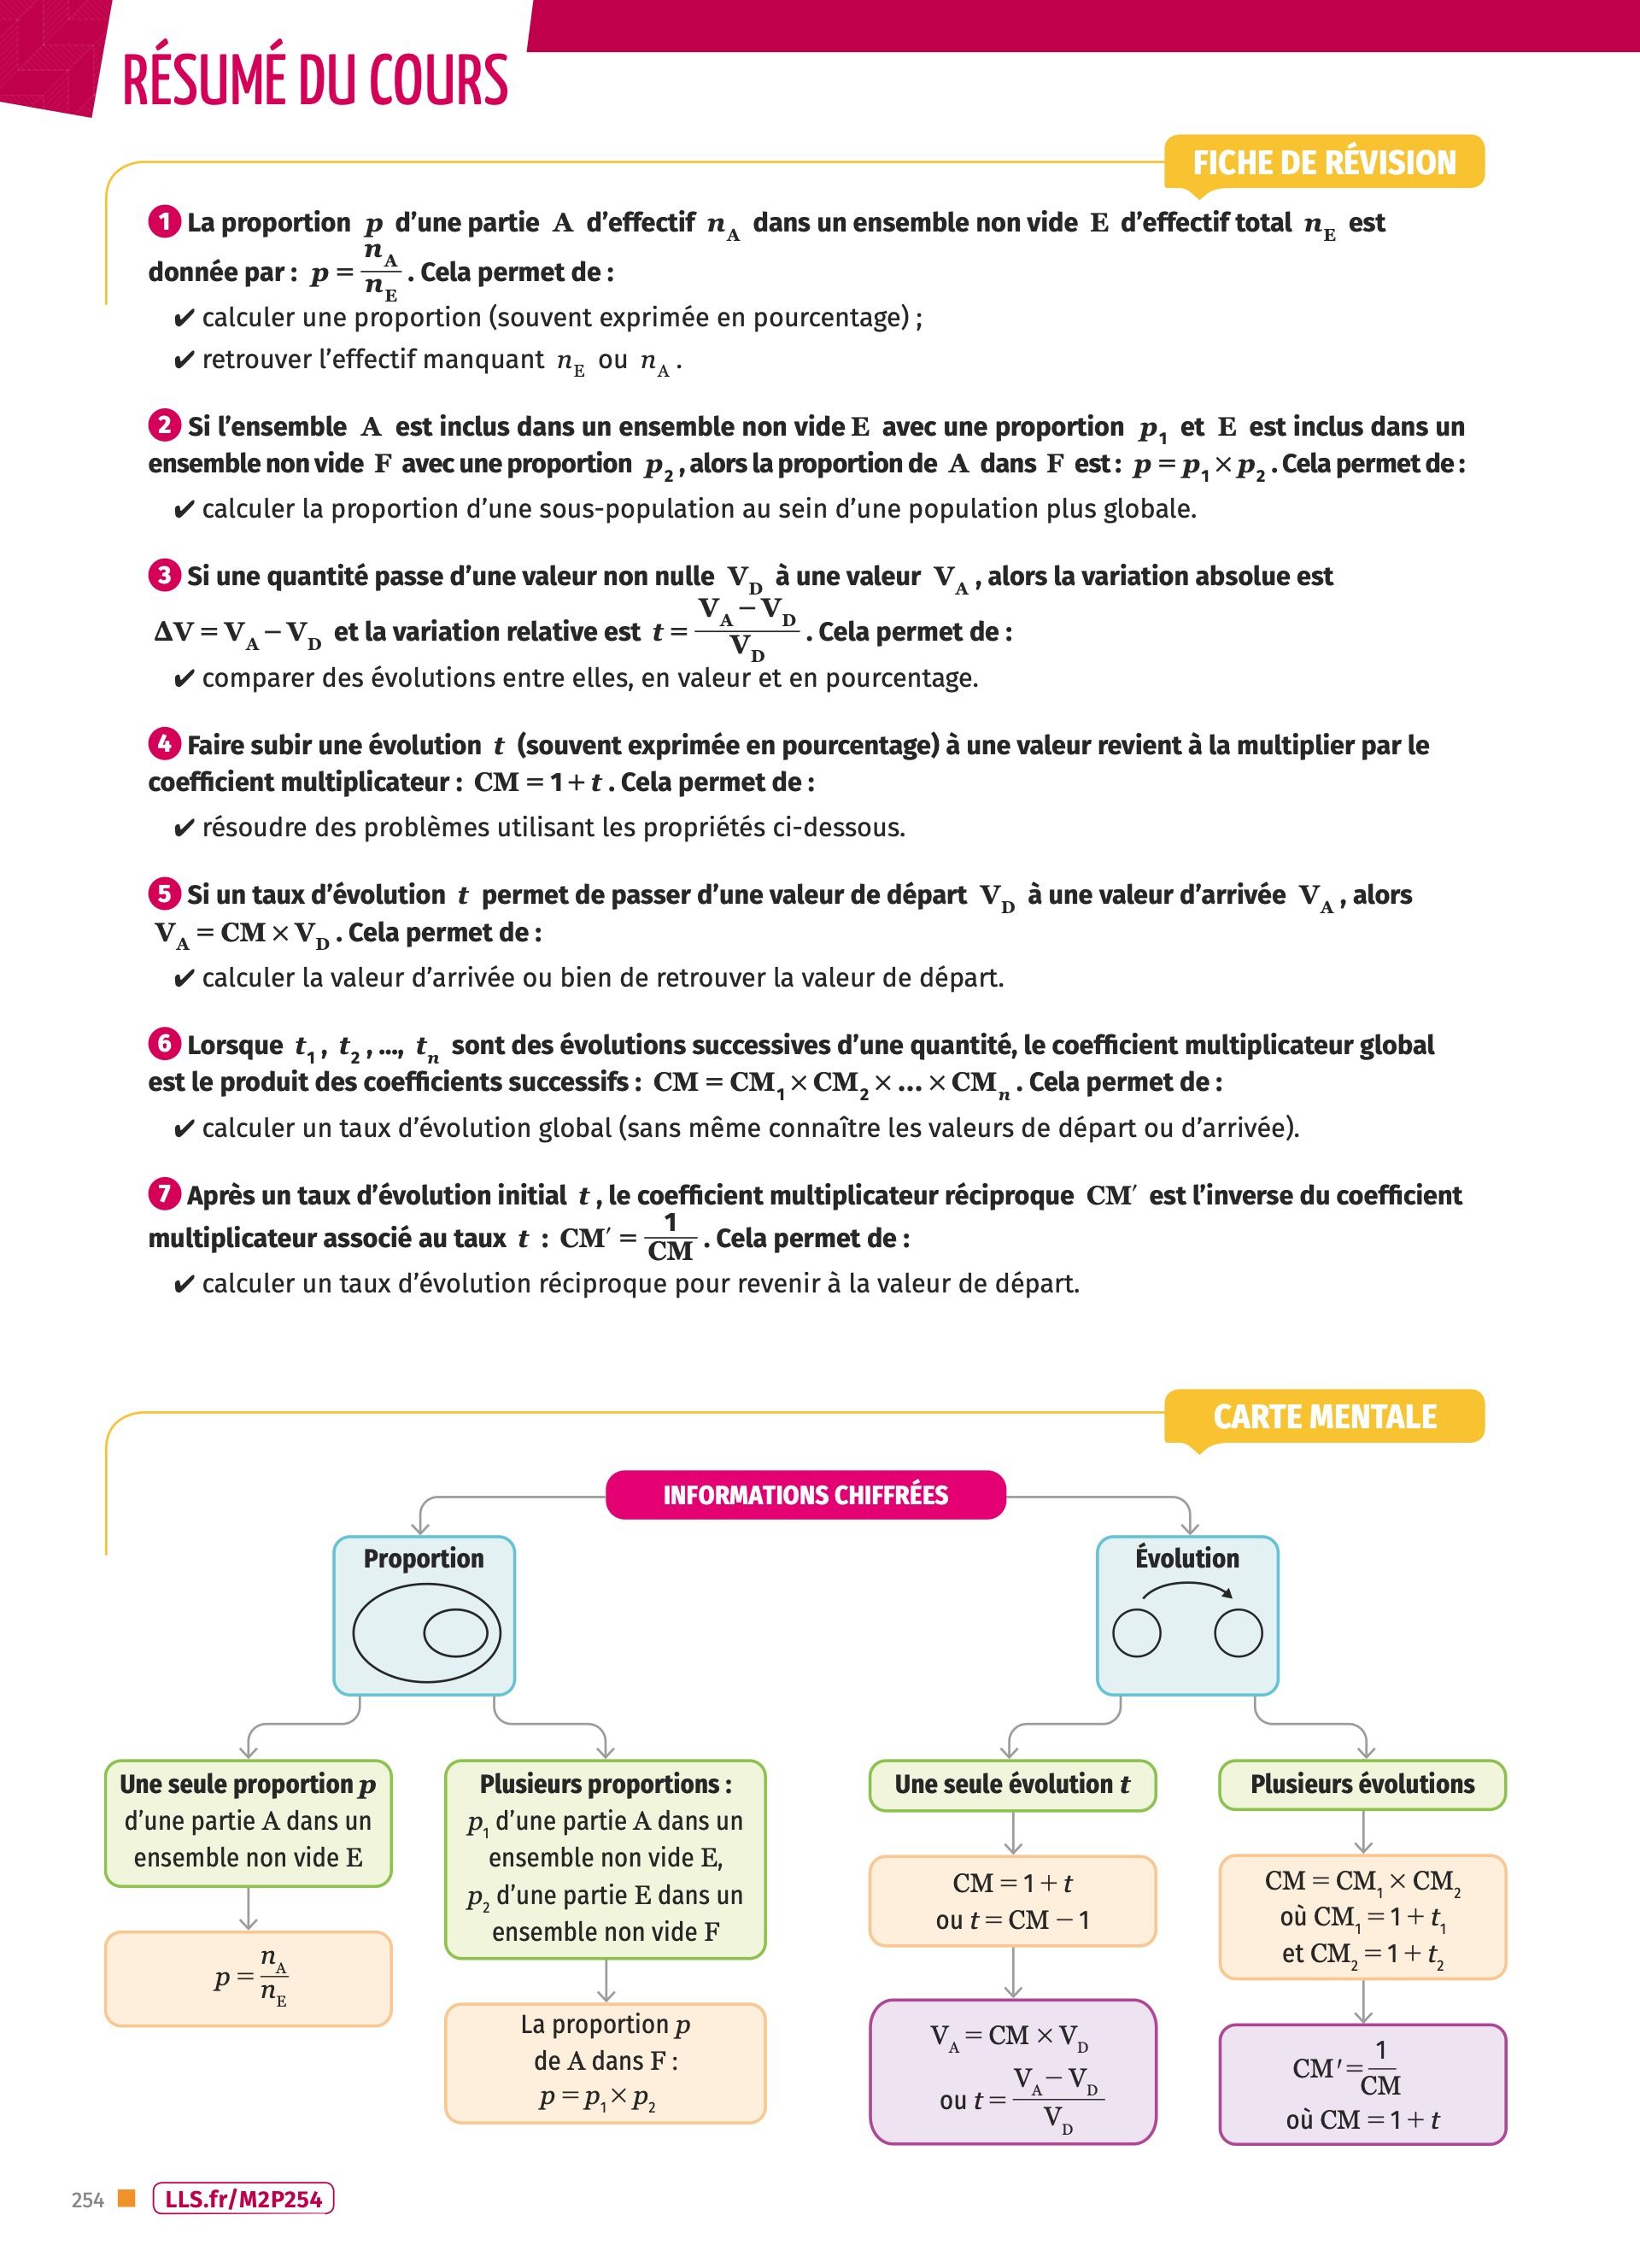 RÉSUMÉ DU COURS
FICHE DE RÉVISION
1 La proportion p d’une partie A d’effectif n_A dans un ensemble non vide E d’effectif total n_E est
donnée par : p = n_A / n_E . Cela permet de :
✔ calculer une proportion (souvent exprimée en pourcentage) ;
✔ retrouver l’effectif manquant n_E ou n_A .
2 Si l’ensemble A est inclus dans un ensemble non vide E avec une proportion p_1 et E est inclus dans un
ensemble non vide F avec une proportion p_2 , alors la proportion de A dans F est : p = p_1 × p_2 . Cela permet de :
✔ calculer la proportion d’une sous-population au sein d’une population plus globale.
3 Si une quantité passe d’une valeur non nulle V_D à une valeur V_A , alors la variation absolue est
ΔV = V_A − V_D et la variation relative est t = (V_A − V_D) / V_D . Cela permet de :
✔ comparer des évolutions entre elles, en valeur et en pourcentage.
4 Faire subir une évolution t (souvent exprimée en pourcentage) à une valeur revient à la multiplier par le
coefficient multiplicateur : CM = 1 + t . Cela permet de :
✔ résoudre des problèmes utilisant les propriétés ci-dessous.
5 Si un taux d’évolution t permet de passer d’une valeur de départ V_D à une valeur d’arrivée V_A , alors
V_A = CM × V_D . Cela permet de :
✔ calculer la valeur d’arrivée ou bien de retrouver la valeur de départ.
6 Lorsque t_1 , t_2 , ..., t_n sont des évolutions successives d’une quantité, le coefficient multiplicateur global
est le produit des coefficients successifs : CM = CM_1 × CM_2 × ... × CM_n . Cela permet de :
✔ calculer un taux d’évolution global (sans même connaître les valeurs de départ ou d’arrivée).
7 Après un taux d’évolution initial t , le coefficient multiplicateur réciproque CM′ est l’inverse du coefficient
multiplicateur associé au taux t : CM′ = 1 / CM . Cela permet de :
✔ calculer un taux d’évolution réciproque pour revenir à la valeur de départ.
CARTE MENTALE
INFORMATIONS CHIFFRÉES
Proportion
Évolution
Une seule proportion p
d’une partie A dans un
ensemble non vide E
p = n_A / n_E
Plusieurs proportions :
p_1 d’une partie A dans un
ensemble non vide E,
p_2 d’une partie E dans un
ensemble non vide F
La proportion p
de A dans F :
p = p_1 × p_2
Une seule évolution t
CM = 1 + t
ou t = CM − 1
V_A = CM × V_D
ou t = (V_A − V_D) / V_D
Plusieurs évolutions
CM = CM_1 × CM_2
où CM_1 = 1 + t_1
et CM_2 = 1 + t_2
CM′ = 1 / CM
où CM = 1 + t
254
LLS.fr/M2P254